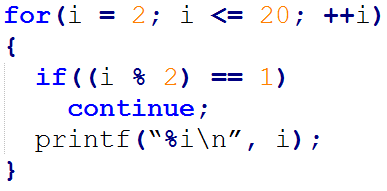 for(i = 2; i <= 20; ++i)
{
if((i % 2) == 1)
continue;
printf(“%i\n”, i);
}